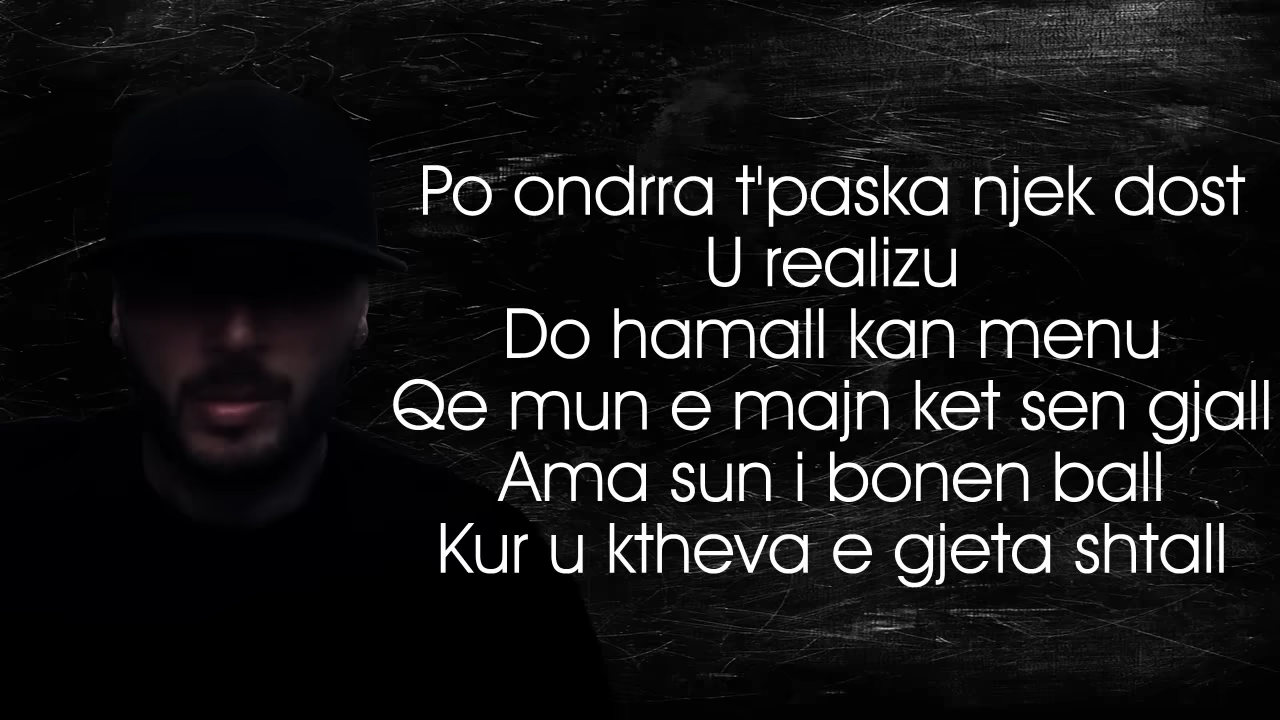 Po ondrra t'paska njek dost
U realizu
Do hamall kan menu
Qe mun e majn ket sen gjall
Ama sun i bonen ball
Kur u ktheva e gjeta shtall